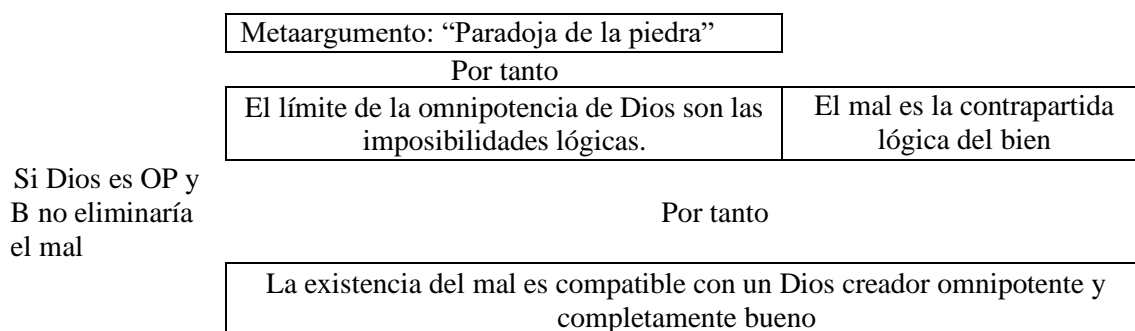 Metaargumento: “Paradoja de la piedra”
Por tanto
El límite de la omnipotencia de Dios son las
imposibilidades lógicas.
El mal es la contrapartida
lógica del bien
Si Dios es OP y
B no eliminaría
el mal
Por tanto
La existencia del mal es compatible con un Dios creador omnipotente y
completamente bueno